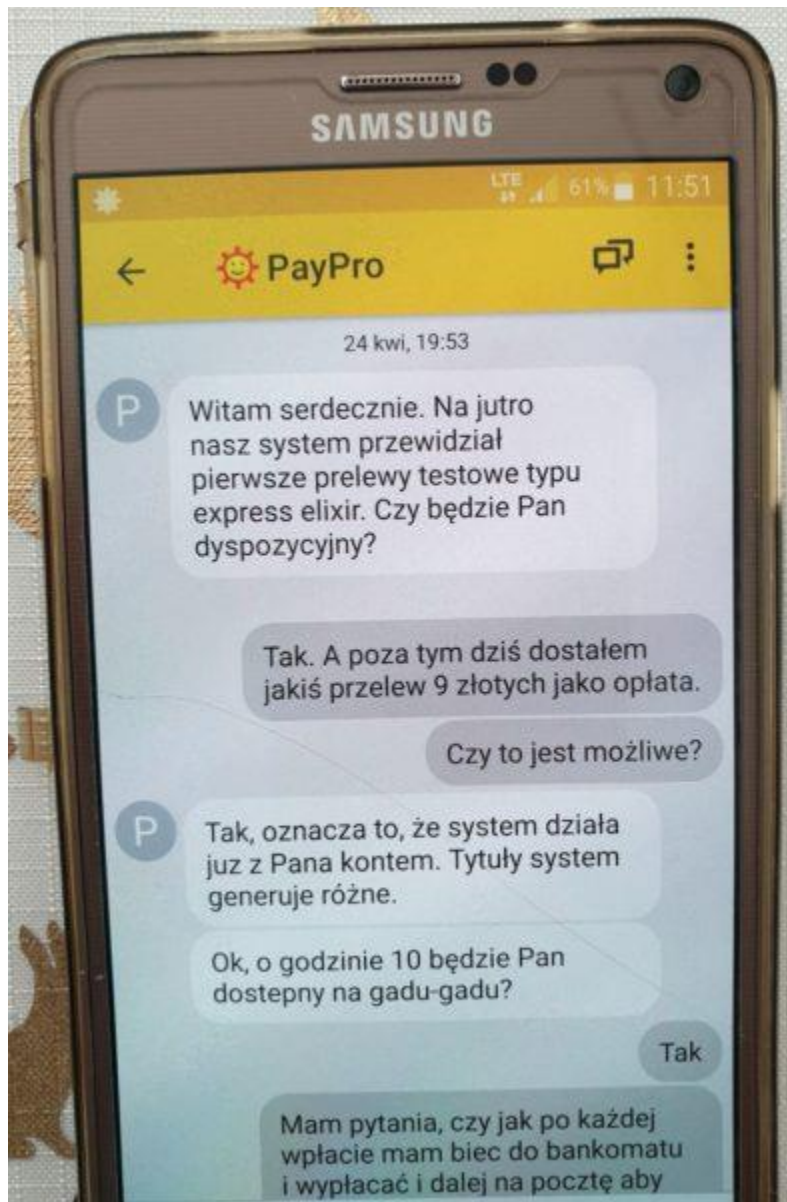 SAMSUNG
LTE 61% 11:51
PayPro
24 kwi, 19:53
P
Witam serdecznie. Na jutro
nasz system przewidział
pierwsze prelewy testowe typu
express elixir. Czy będzie Pan
dyspozycyjny?
Tak. A poza tym dziś dostałem
jakiś przelew 9 złotych jako opłata.
Czy to jest możliwe?
P
Tak, oznacza to, że system działa
juz z Pana kontem. Tytuły system
generuje różne.
Ok, o godzinie 10 będzie Pan
dostepny na gadu-gadu?
Tak
Mam pytania, czy jak po każdej
wpłacie mam biec do bankomatu
i wypłacać i dalej na pocztę aby